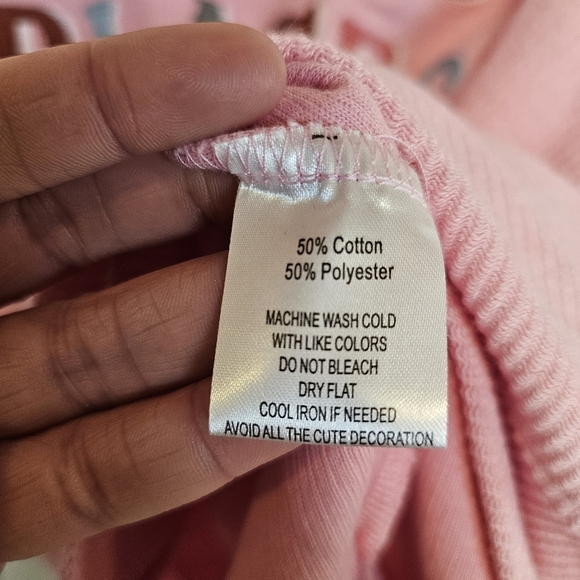 50% Cotton
50% Polyester
MACHINE WASH COLD
WITH LIKE COLORS
DO NOT BLEACH
DRY FLAT
COOL IRON IF NEEDED
AVOID ALL THE CUTE DECORATION